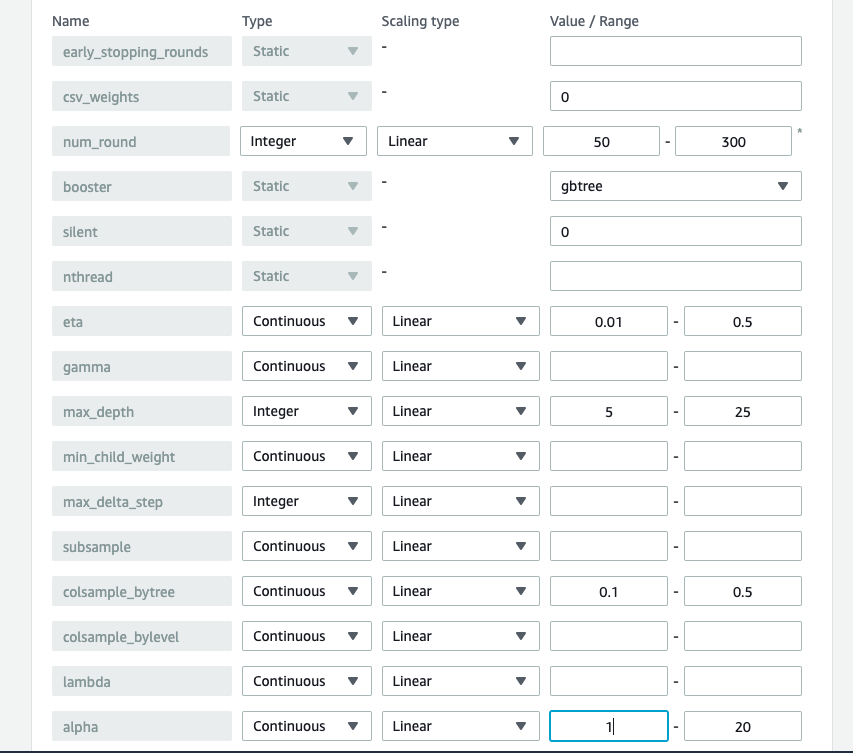 Name Type Scaling type Value / Range
early_stopping_rounds Static -
csv_weights Static - 0
num_round Integer Linear 50 - 300 *
booster Static - gbtree
silent Static - 0
nthread Static -
eta Continuous Linear 0.01 - 0.5
gamma Continuous Linear -
max_depth Integer Linear 5 - 25
min_child_weight Continuous Linear -
max_delta_step Integer Linear -
subsample Continuous Linear -
colsample_bytree Continuous Linear 0.1 - 0.5
colsample_bylevel Continuous Linear -
lambda Continuous Linear -
alpha Continuous Linear 1 - 20